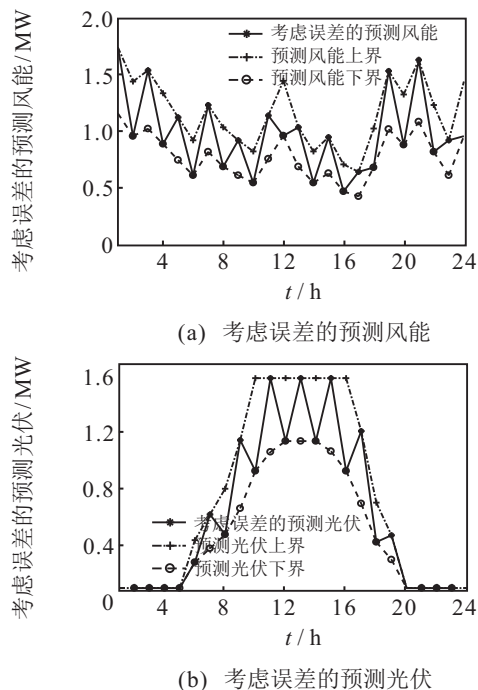 考虑误差的预测风能/MW
2.0
1.5
1.0
0.5
0
考虑误差的预测风能
预测风能上界
预测风能下界
4 8 12 16 20 24
t / h
(a) 考虑误差的预测风能
考虑误差的预测光伏/MW
1.6
1.2
0.8
0.4
0
考虑误差的预测光伏
预测光伏上界
预测光伏下界
4 8 12 16 20 24
t / h
(b) 考虑误差的预测光伏